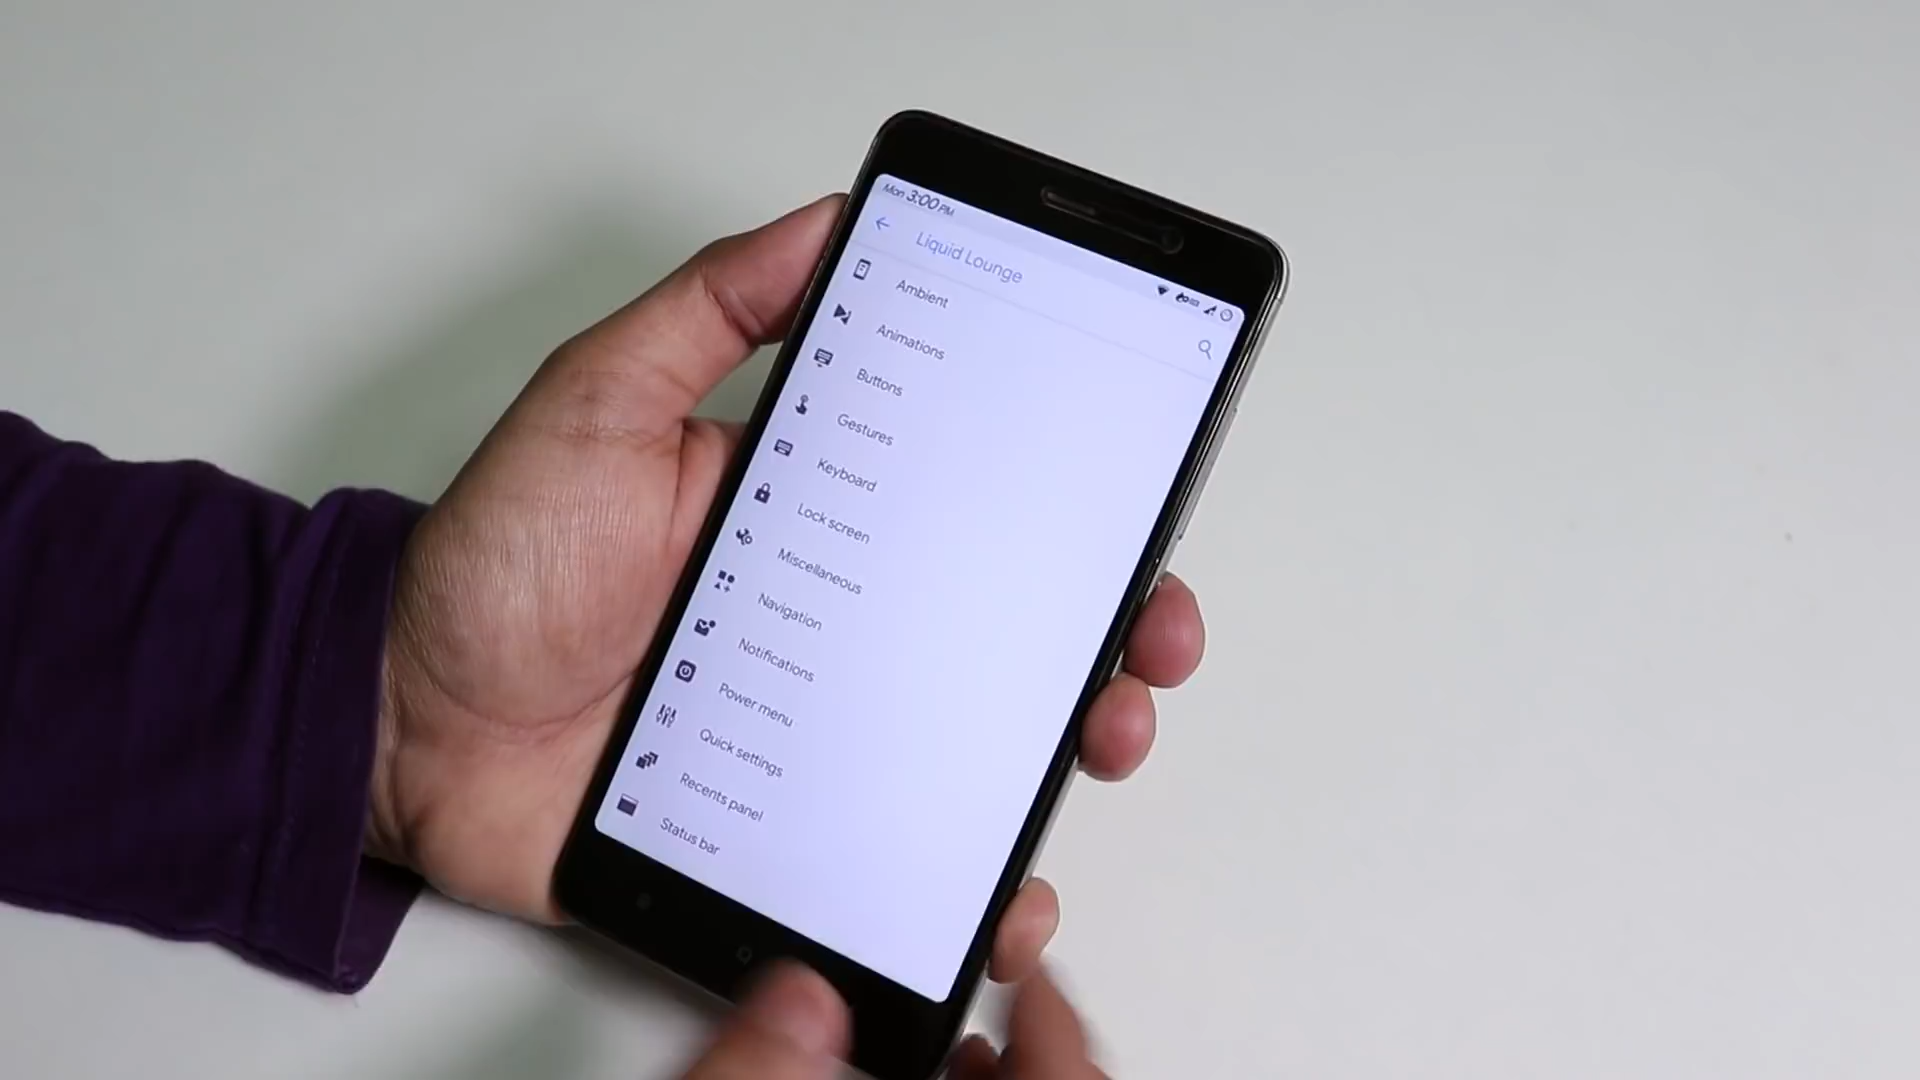 Mon 3:00 PM
Liquid Lounge
Ambient
Animations
Buttons
Gestures
Keyboard
Lock screen
Miscellaneous
Navigation
Notifications
Power menu
Quick settings
Recents panel
Status bar